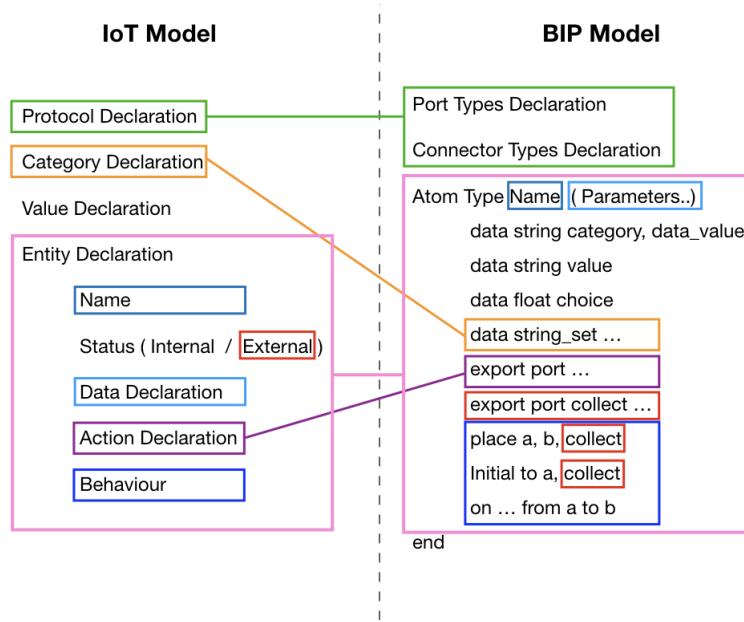 IoT Model
Protocol Declaration
Category Declaration
Value Declaration
Entity Declaration
Name
Status ( Internal / External )
Data Declaration
Action Declaration
Behaviour
BIP Model
Port Types Declaration
Connector Types Declaration
Atom Type Name ( Parameters..)
data string category, data_value
data string value
data float choice
data string_set …
export port …
export port collect …
place a, b, collect
Initial to a, collect
on … from a to b
end